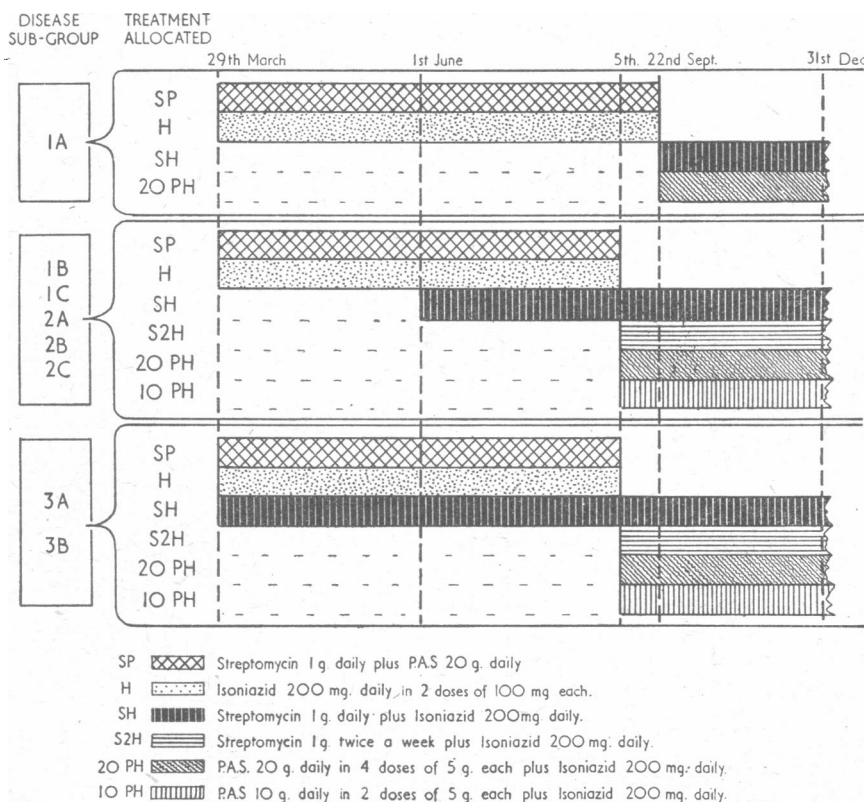 DISEASE SUB-GROUP
TREATMENT ALLOCATED
29th March 1st June 5th. 22nd Sept. 31st Dec
1A
SP
H
SH
20 PH
1B
1C
2A
2B
2C
SP
H
SH
S2H
20 PH
10 PH
3A
3B
SP
H
SH
S2H
20 PH
10 PH
SP Streptomycin 1 g. daily plus P.A.S 20 g. daily
H Isoniazid 200 mg. daily in 2 doses of 100 mg each.
SH Streptomycin 1 g. daily plus Isoniazid 200 mg. daily.
S2H Streptomycin 1g. twice a week plus Isoniazid 200 mg. daily.
20 PH P.A.S. 20 g. daily in 4 doses of 5 g. each plus Isoniazid 200 mg. daily.
10 PH P.A.S 10 g. daily in 2 doses of 5 g. each plus Isoniazid 200 mg. daily.